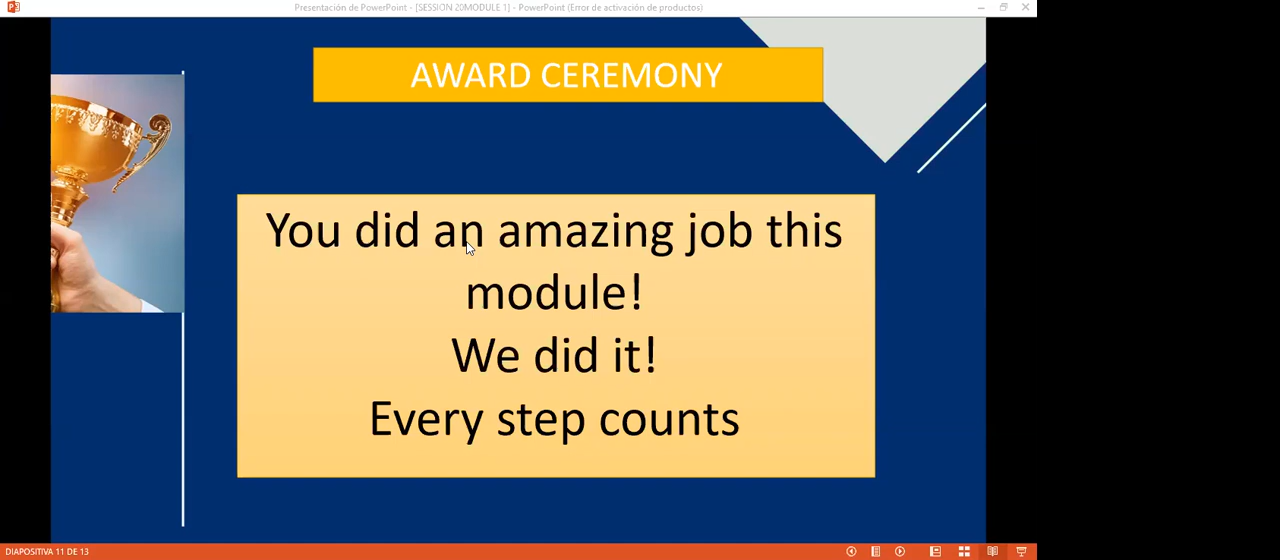 Presentación de PowerPoint - [SESSION 20MODULE 1] - PowerPoint (Error de activación de productos)
AWARD CEREMONY
You did an amazing job this
module!
We did it!
Every step counts
DIAPOSITIVA 11 DE 13